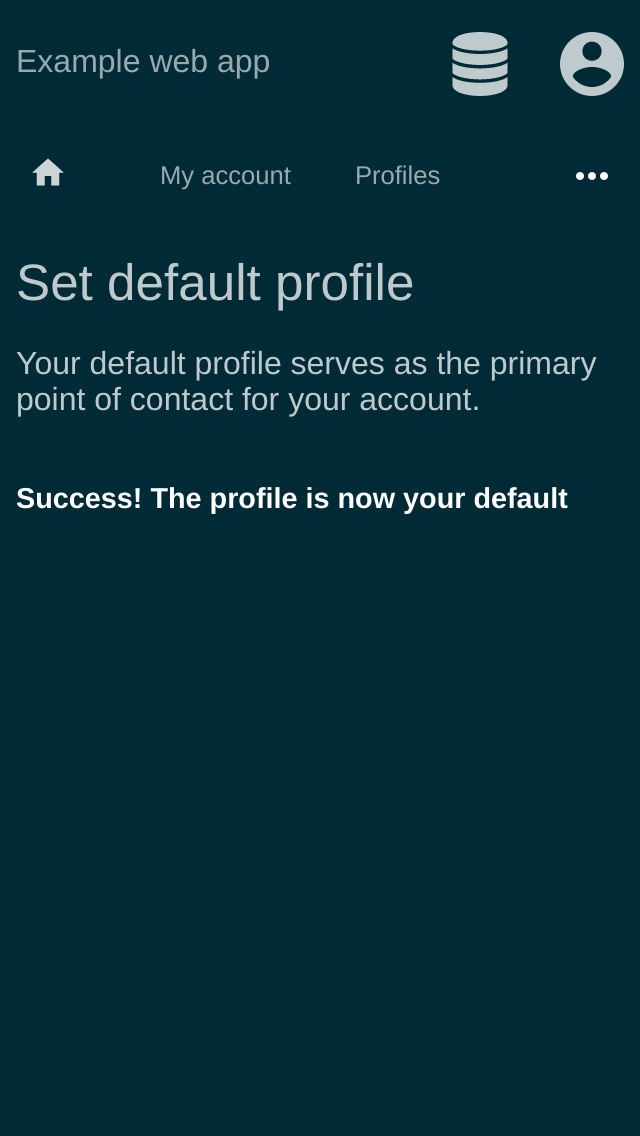 Example web app
My account Profiles
Set default profile
Your default profile serves as the primary
point of contact for your account.
Success! The profile is now your default